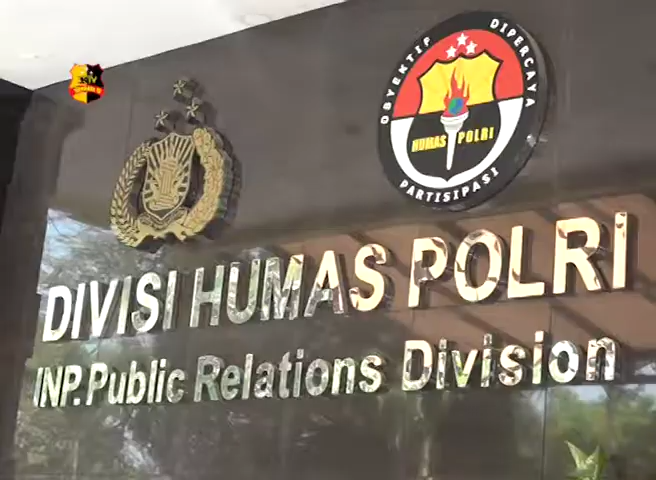 OBYEKTIF DIPERCAYA
HUMAS POLRI
PARTISIPASI
DIVISI HUMAS POLRI
INP. Public Relations Division